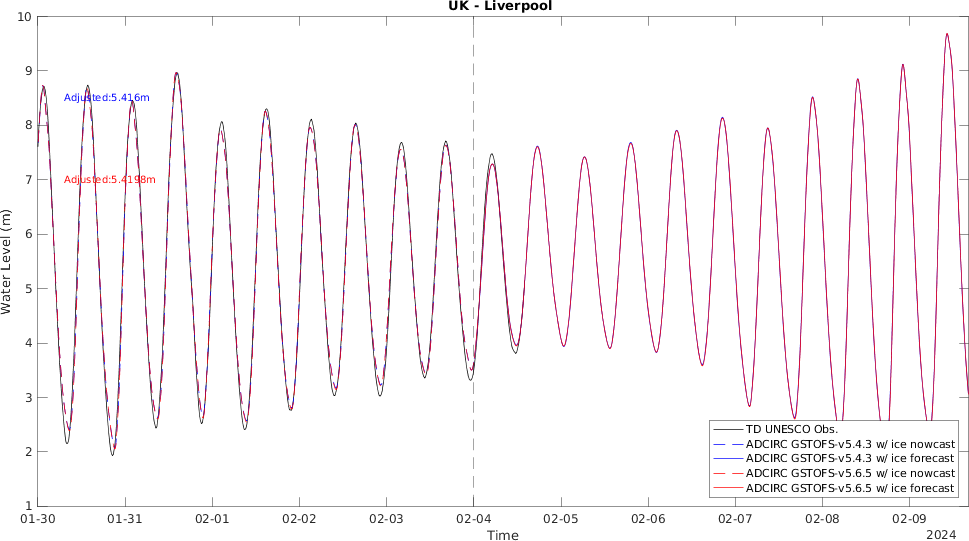 UK - Liverpool
10
9
8
7
6
5
4
3
2
1
Water Level (m)
Adjusted:5.416m
Adjusted:5.4198m
TD UNESCO Obs.
ADCIRC GSTOFS-v5.4.3 w/ ice nowcast
ADCIRC GSTOFS-v5.4.3 w/ ice forecast
ADCIRC GSTOFS-v5.6.5 w/ ice nowcast
ADCIRC GSTOFS-v5.6.5 w/ ice forecast
01-30 01-31 02-01 02-02 02-03 02-04 02-05 02-06 02-07 02-08 02-09
Time
2024